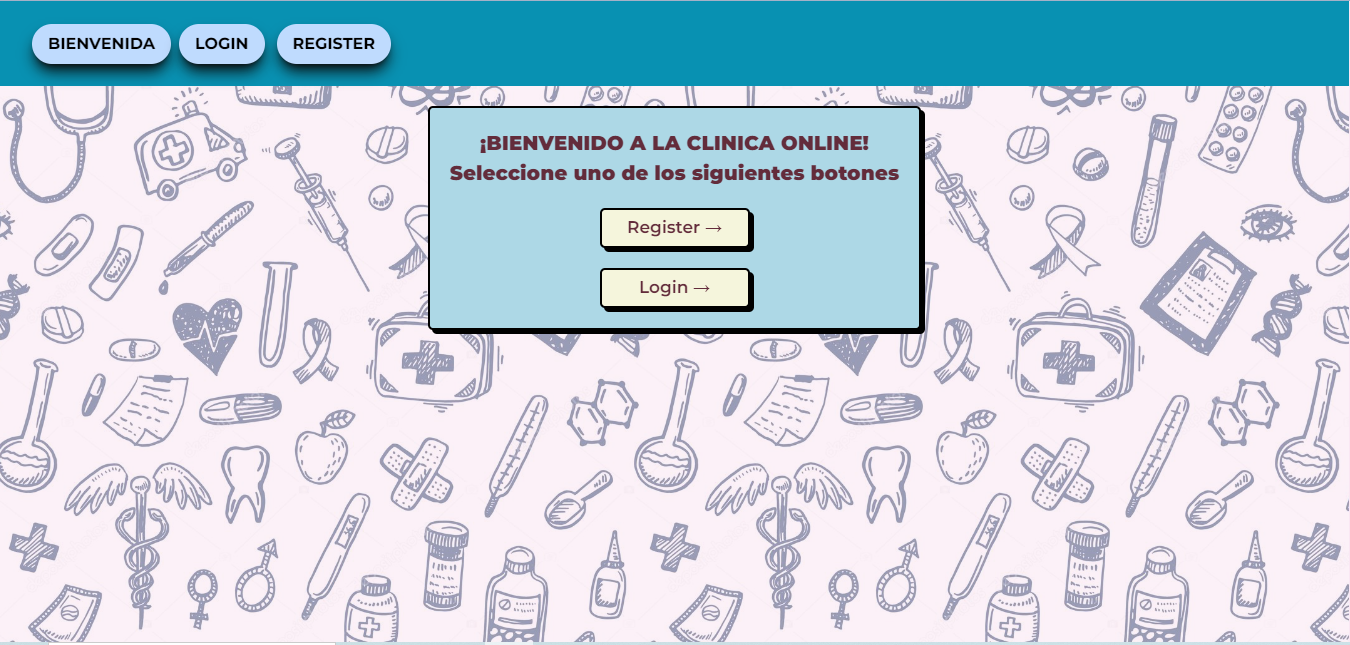 BIENVENIDA LOGIN REGISTER
¡BIENVENIDO A LA CLINICA ONLINE!
Seleccione uno de los siguientes botones
Register →
Login →